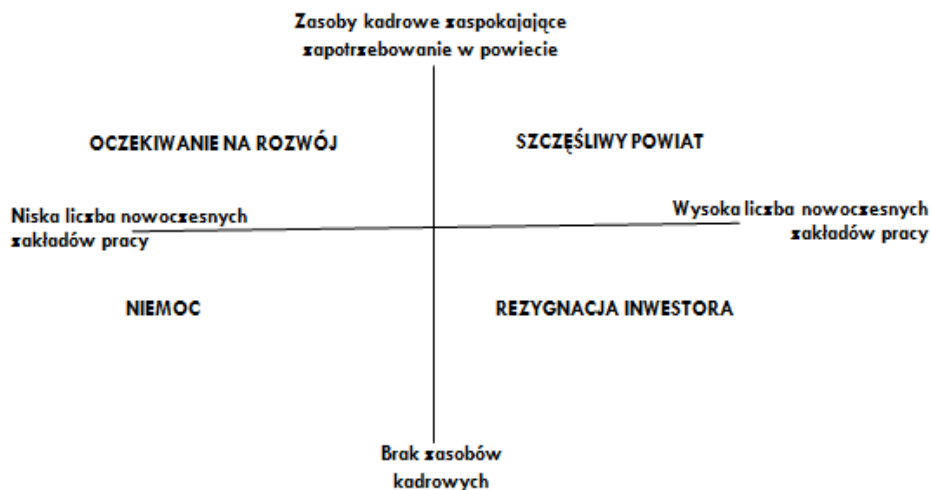 Zasoby kadrowe zaspokajające
zapotrzebowanie w powiecie
OCZEKIWANIE NA ROZWÓJ
SZCZĘŚLIWY POWIAT
Niska liczba nowoczesnych
zakładów pracy
Wysoka liczba nowoczesnych
zakładów pracy
NIEMOC
REZYGNACJA INWESTORA
Brak zasobów
kadrowych